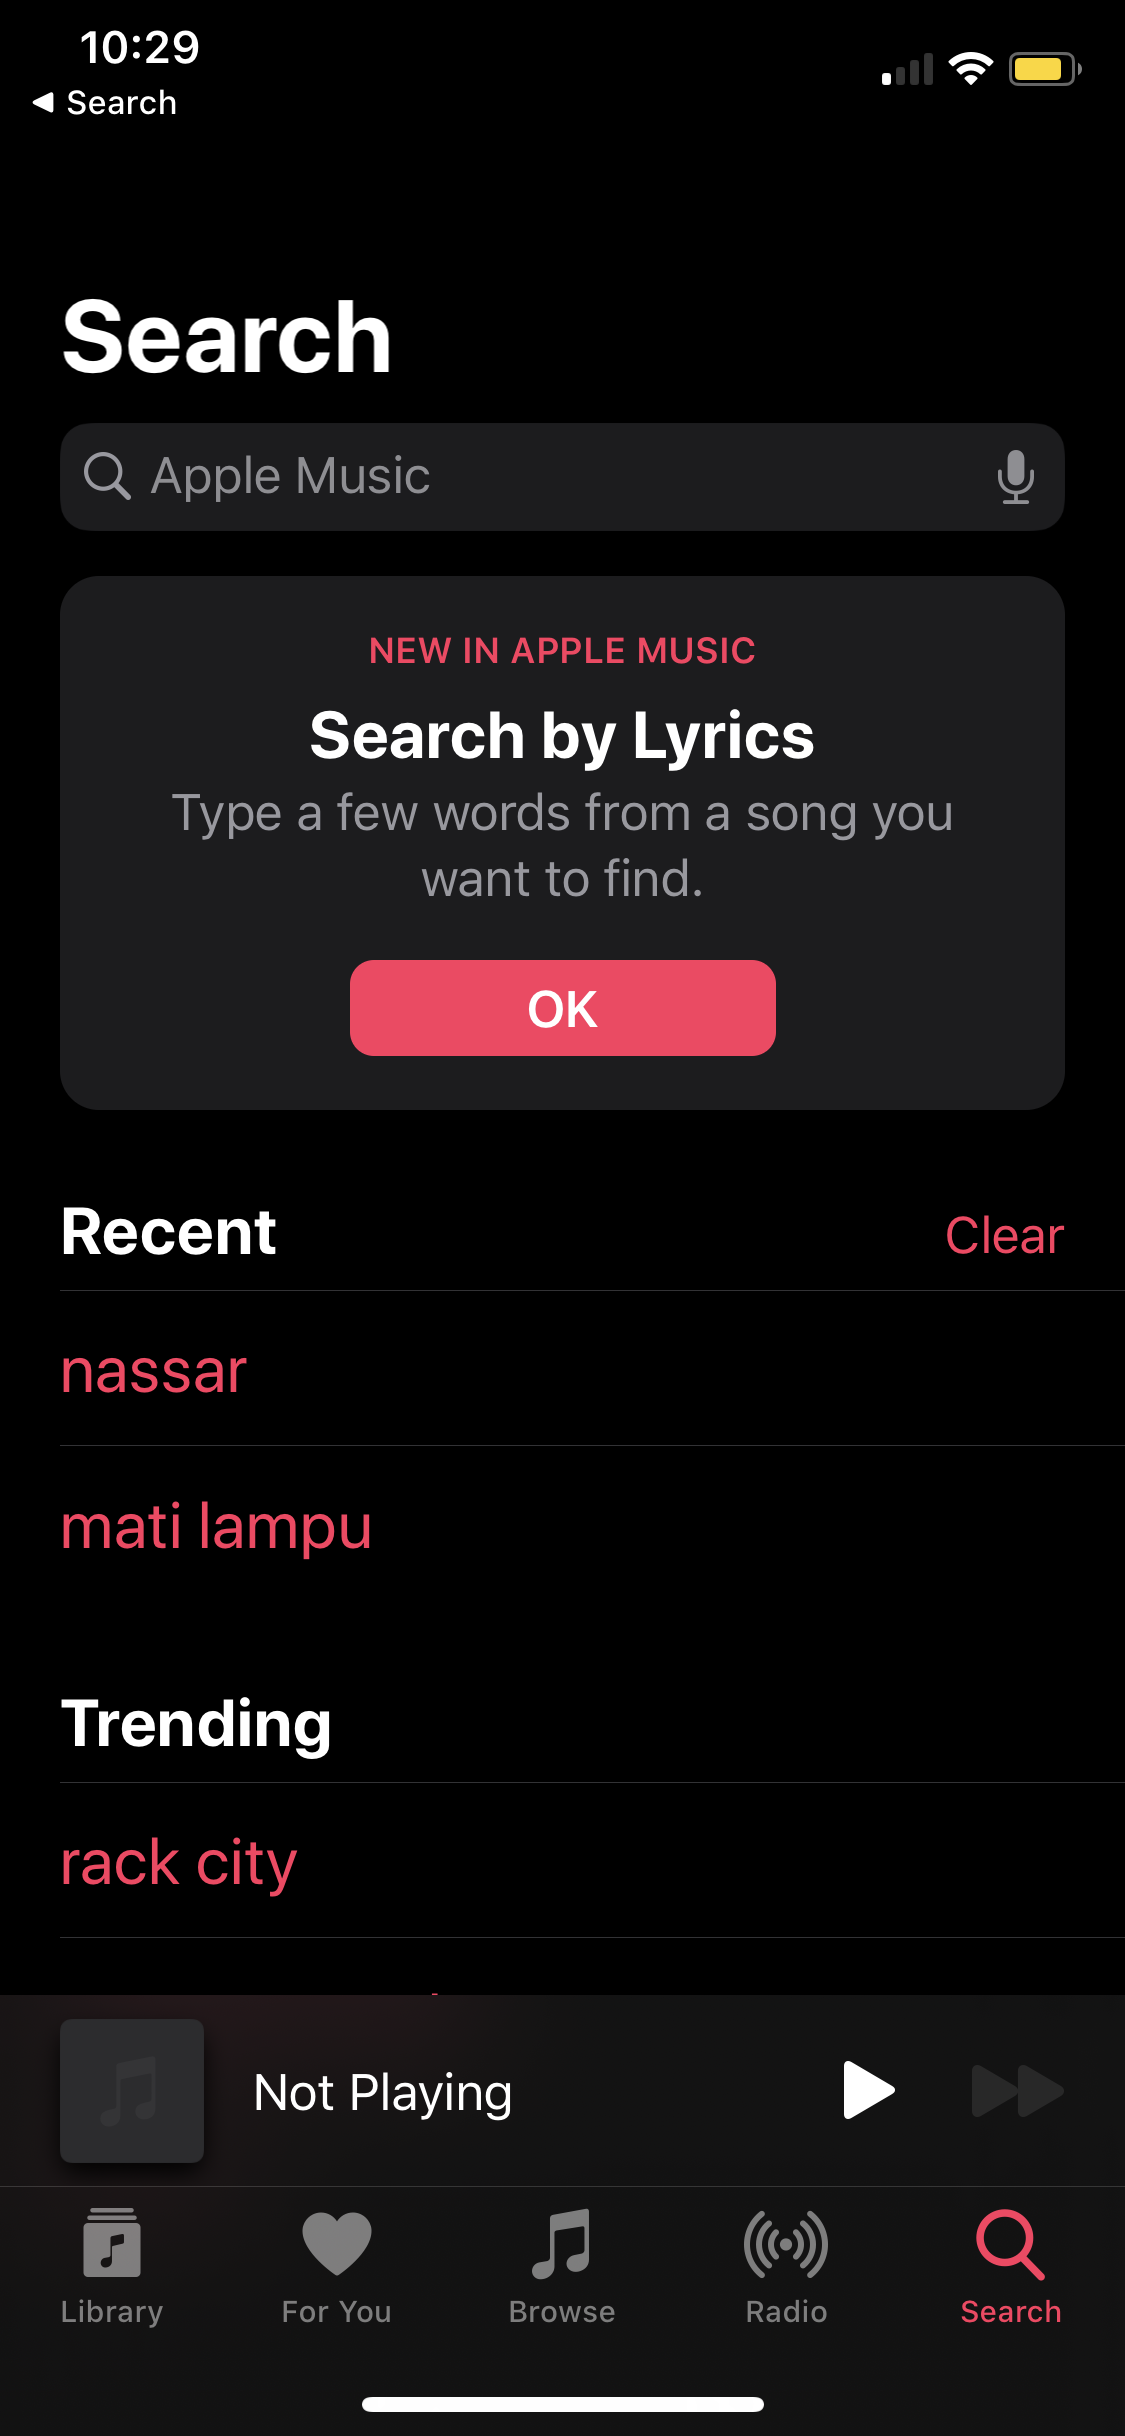 10:29
Search
Search
Apple Music
NEW IN APPLE MUSIC
Search by Lyrics
Type a few words from a song you
want to find.
OK
Recent
Clear
nassar
mati lampu
Trending
rack city
Not Playing
Library
For You
Browse
Radio
Search